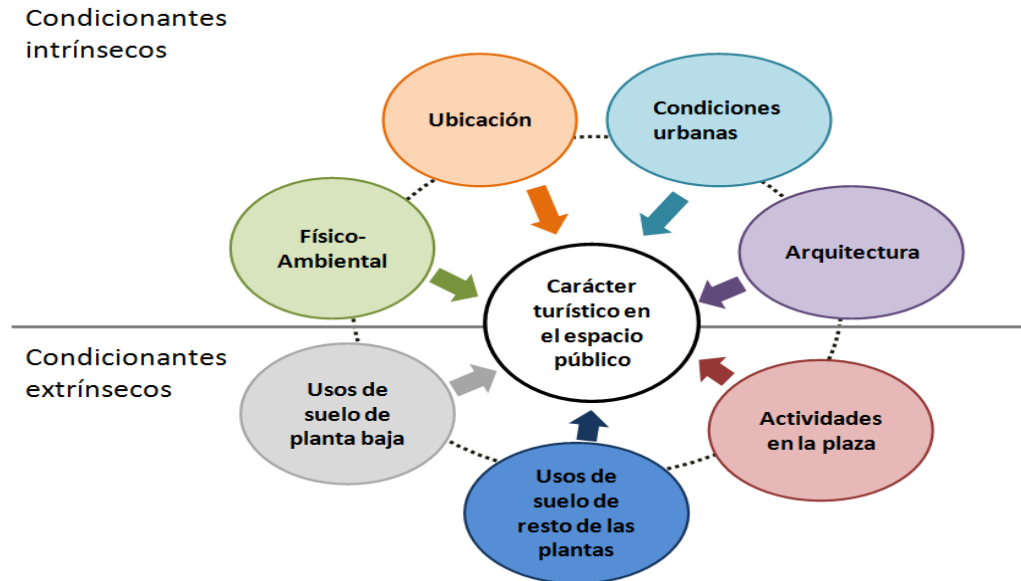 Condicionantes
intrínsecos
Ubicación
Condiciones
urbanas
Físico-
Ambiental
Arquitectura
Carácter
turístico en
el espacio
público
Condicionantes
extrínsecos
Usos de
suelo de
planta baja
Actividades
en la plaza
Usos de
suelo de
resto de las
plantas